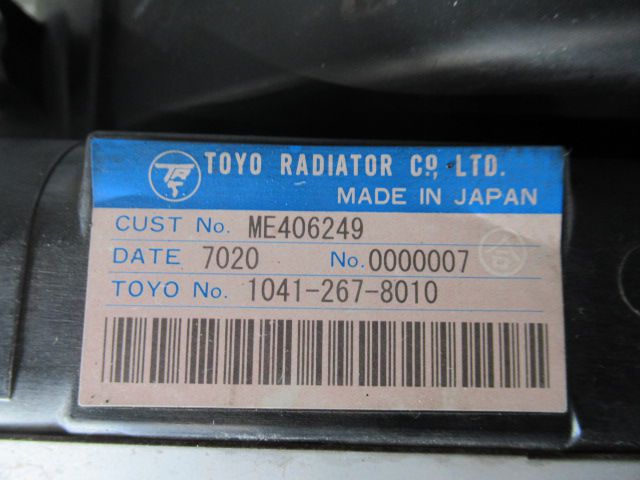 TR
TOYO RADIATOR CO., LTD.
MADE IN JAPAN
CUST No. ME406249
DATE 7020 No. 0000007
TOYO No. 1041-267-8010